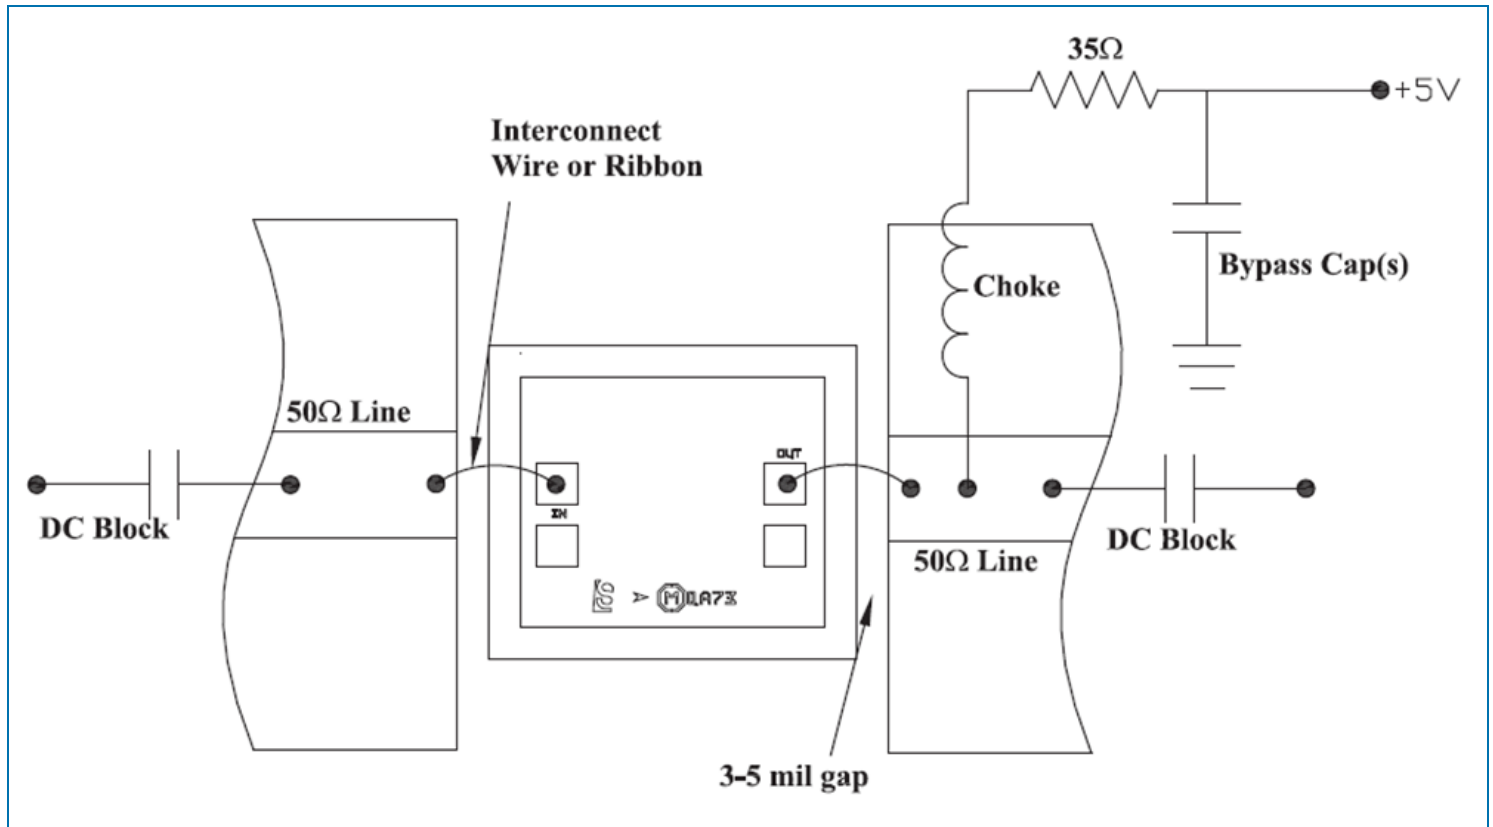 35Ω
+5V
Interconnect
Wire or Ribbon
Bypass Cap(s)
Choke
50Ω Line
OUT
DC Block
IN
DC Block
50Ω Line
3-5 mil gap